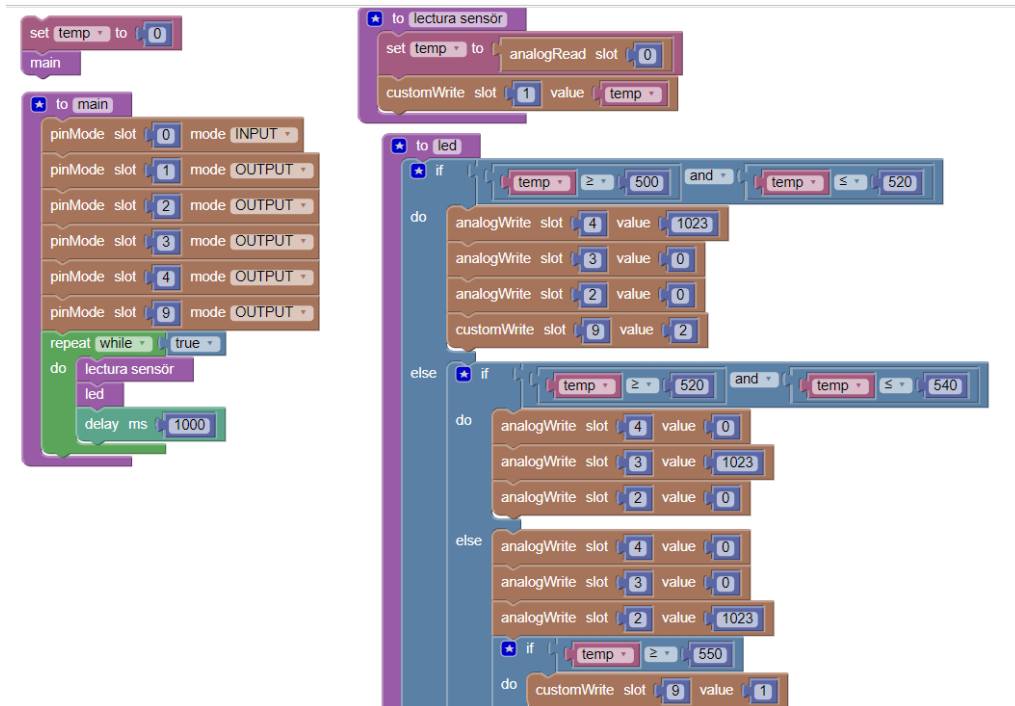 set temp to 0
main
to main
pinMode slot 0 mode INPUT
pinMode slot 1 mode OUTPUT
pinMode slot 2 mode OUTPUT
pinMode slot 3 mode OUTPUT
pinMode slot 4 mode OUTPUT
pinMode slot 9 mode OUTPUT
repeat while true
do lectura sensör
led
delay ms 1000
to lectura sensör
set temp to analogRead slot 0
customWrite slot 1 value temp
to led
if temp ≥ 500 and temp ≤ 520
do analogWrite slot 4 value 1023
analogWrite slot 3 value 0
analogWrite slot 2 value 0
customWrite slot 9 value 2
else if temp ≥ 520 and temp ≤ 540
do analogWrite slot 4 value 0
analogWrite slot 3 value 1023
analogWrite slot 2 value 0
else analogWrite slot 4 value 0
analogWrite slot 3 value 0
analogWrite slot 2 value 1023
if temp ≥ 550
do customWrite slot 9 value 1